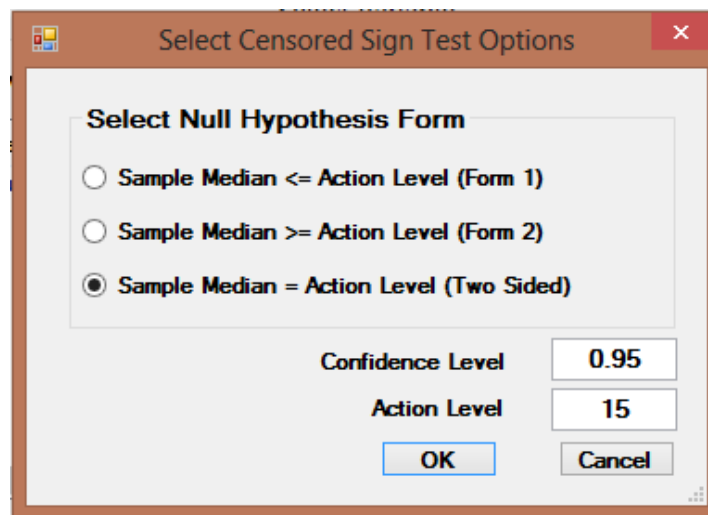 Select Censored Sign Test Options
Select Null Hypothesis Form
Sample Median <= Action Level (Form 1)
Sample Median >= Action Level (Form 2)
Sample Median = Action Level (Two Sided)
Confidence Level 0.95
Action Level 15
OK Cancel